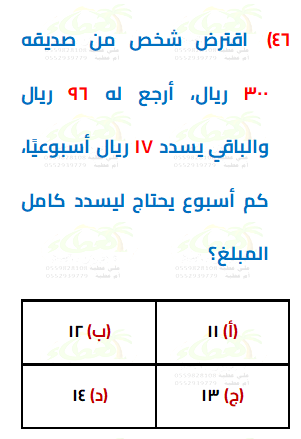 ٤٦) اقترض شخص من صديقه
٣٠٠ ريال، أرجع له ٩٦ ريال
والباقي يسدد ١٧ ريال أسبوعيًا،
كم أسبوع يحتاج ليسدد كامل
المبلغ؟
(أ) ١١
(ب) ١٢
(ج) ١٣
(د) ١٤